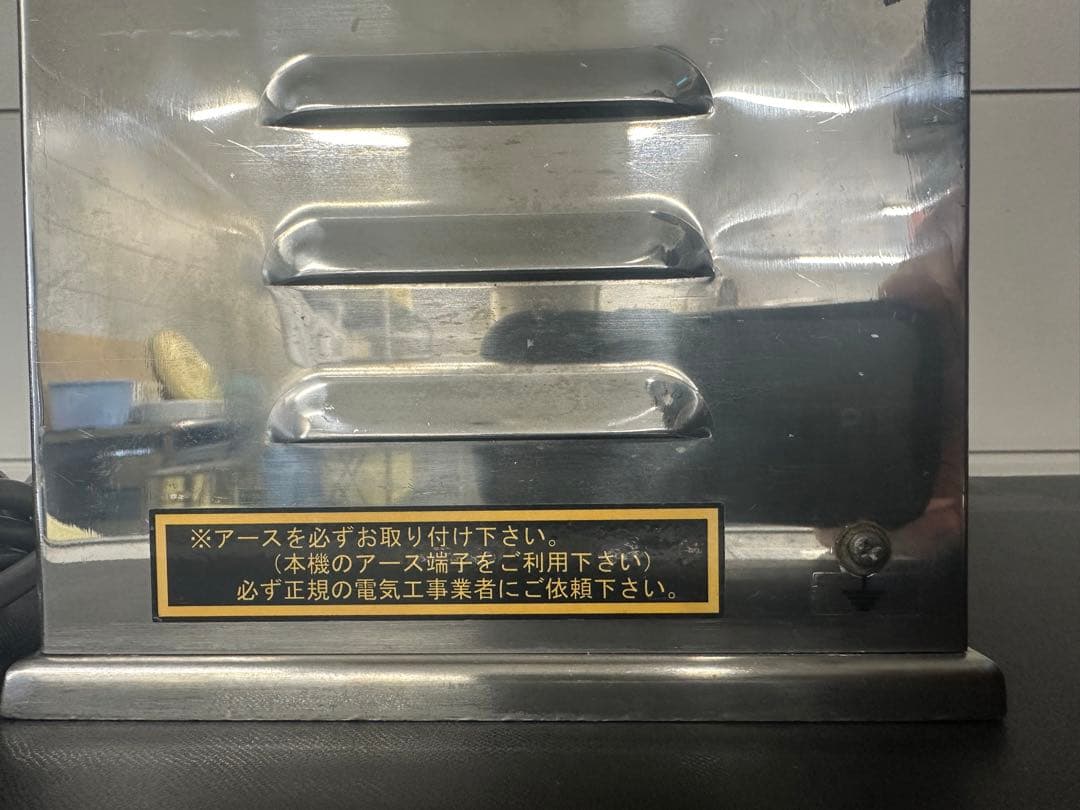 ※アースを必ずお取り付け下さい。
（本機のアース端子をご利用下さい）
必ず正規の電気工事業者にご依頼下さい。